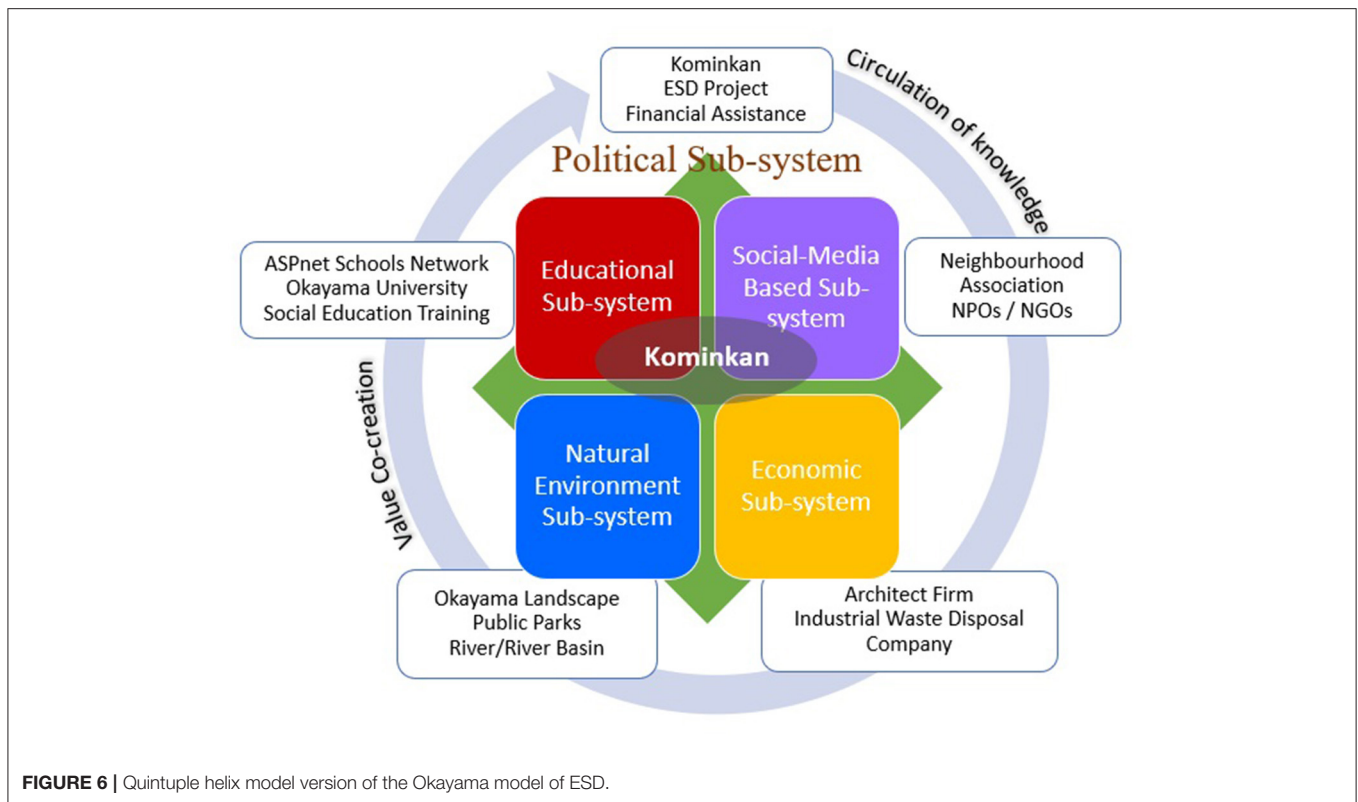 Kominkan
ESD Project
Financial Assistance
Circulation of knowledge
Political Sub-system
ASPnet Schools Network
Okayama University
Social Education Training
Educational
Sub-system
Social-Media
Based Sub-
system
Neighbourhood
Association
NPOs / NGOs
Kominkan
Value Co-creation
Natural
Environment
Sub-system
Economic
Sub-system
Okayama Landscape
Public Parks
River/River Basin
Architect Firm
Industrial Waste Disposal
Company
FIGURE 6 | Quintuple helix model version of the Okayama model of ESD.